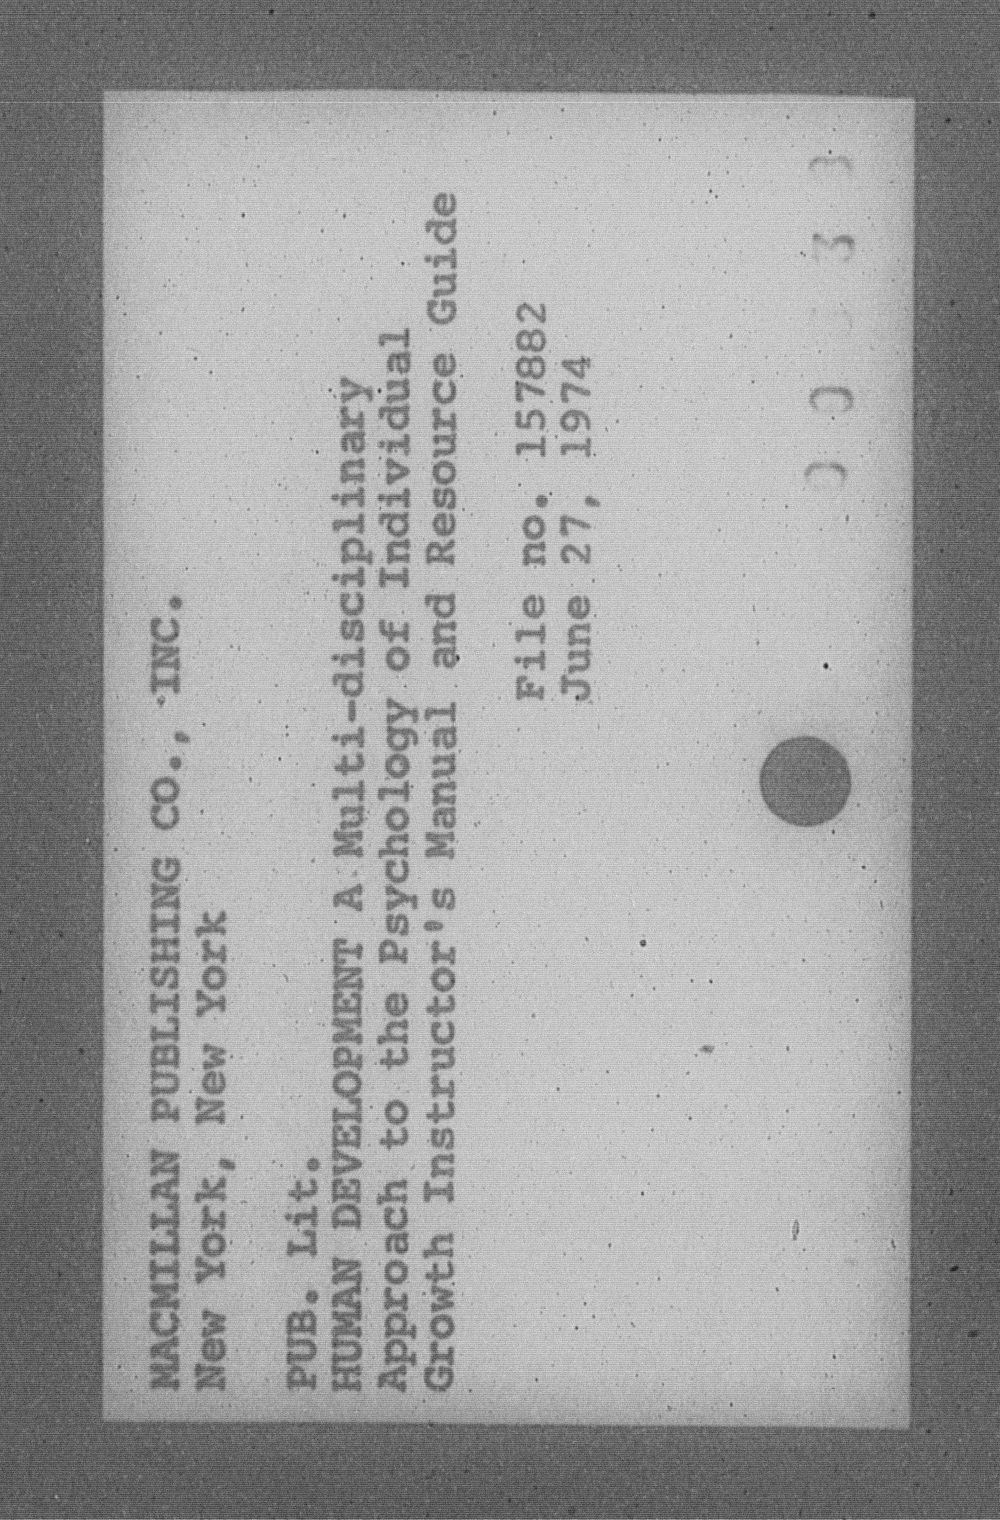 MACMILLAN PUBLISHING CO., INC.
New York, New York
PUB. Lit.
HUMAN DEVELOPMENT A Multi-disciplinary
Approach to the Psychology of Individual
Growth Instructor's Manual and Resource Guide
File no. 157882
June 27, 1974